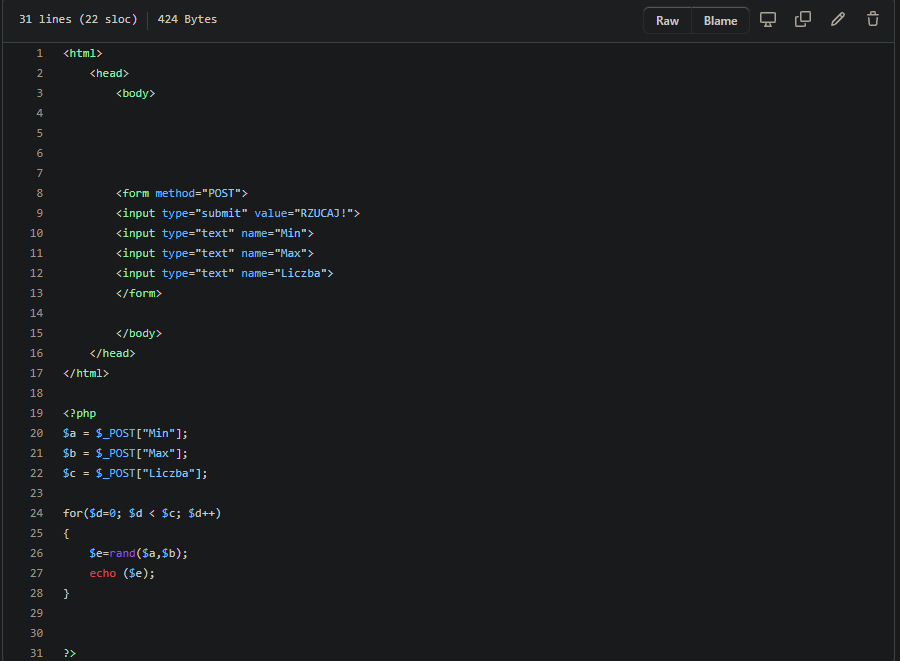 31 lines (22 sloc) 424 Bytes Raw Blame
1 <html>
2 <head>
3 <body>
4
5
6
7
8 <form method="POST">
9 <input type="submit" value="RZUCAJ!">
10 <input type="text" name="Min">
11 <input type="text" name="Max">
12 <input type="text" name="Liczba">
13 </form>
14
15 </body>
16 </head>
17 </html>
18
19 <?php
20 $a = $_POST["Min"];
21 $b = $_POST["Max"];
22 $c = $_POST["Liczba"];
23
24 for($d=0; $d < $c; $d++)
25 {
26 $e=rand($a,$b);
27 echo ($e);
28 }
29
30
31 ?>